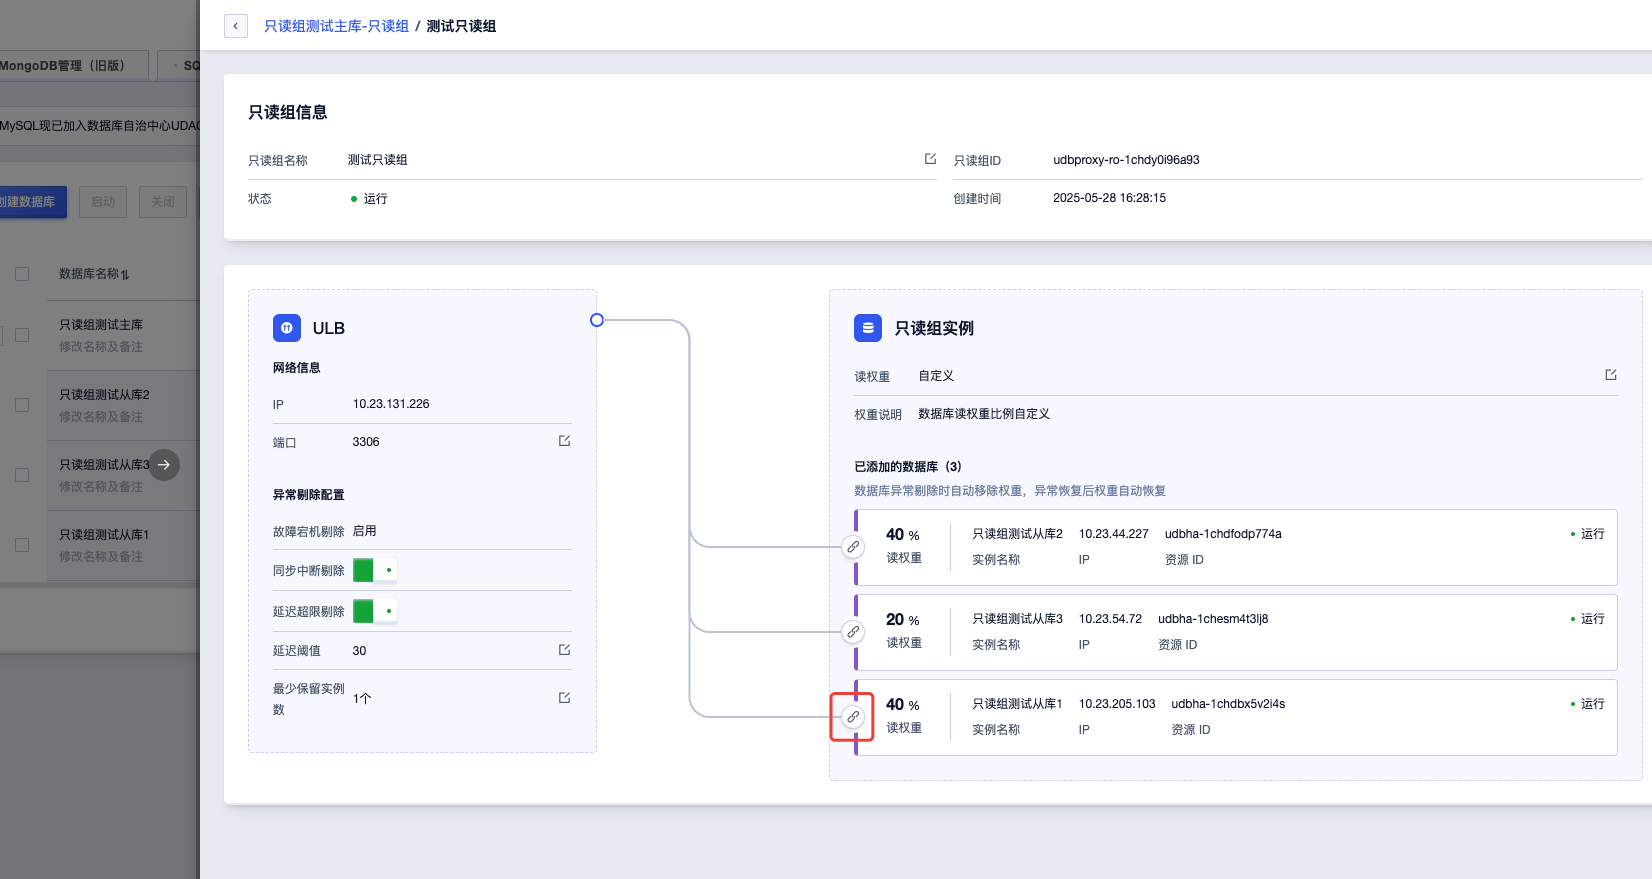 只读组测试主库-只读组 / 测试只读组
MongoDB管理（旧版）
SQ
MySQL现已加入数据库自治中心UDA
创建数据库
启动
关闭
数据库名称
只读组测试主库
修改名称及备注
只读组测试从库2
修改名称及备注
只读组测试从库3
修改名称及备注
只读组测试从库1
修改名称及备注
只读组信息
只读组名称 测试只读组
只读组ID udbproxy-ro-1chdy0i96a93
状态 运行
创建时间 2025-05-28 16:28:15
ULB
网络信息
IP 10.23.131.226
端口 3306
异常剔除配置
故障宕机剔除 启用
同步中断剔除
延迟超限剔除
延迟阈值 30
最少保留实例数 1个
只读组实例
读权重 自定义
权重说明 数据库读权重比例自定义
已添加的数据库（3）
数据库异常剔除时自动移除权重，异常恢复后权重自动恢复
40 % 只读组测试从库2 10.23.44.227 udbha-1chdfodp774a 运行
读权重 实例名称 IP 资源 ID
20 % 只读组测试从库3 10.23.54.72 udbha-1chesm4t3lj8 运行
读权重 实例名称 IP 资源 ID
40 % 只读组测试从库1 10.23.205.103 udbha-1chdbx5v2i4s 运行
读权重 实例名称 IP 资源 ID